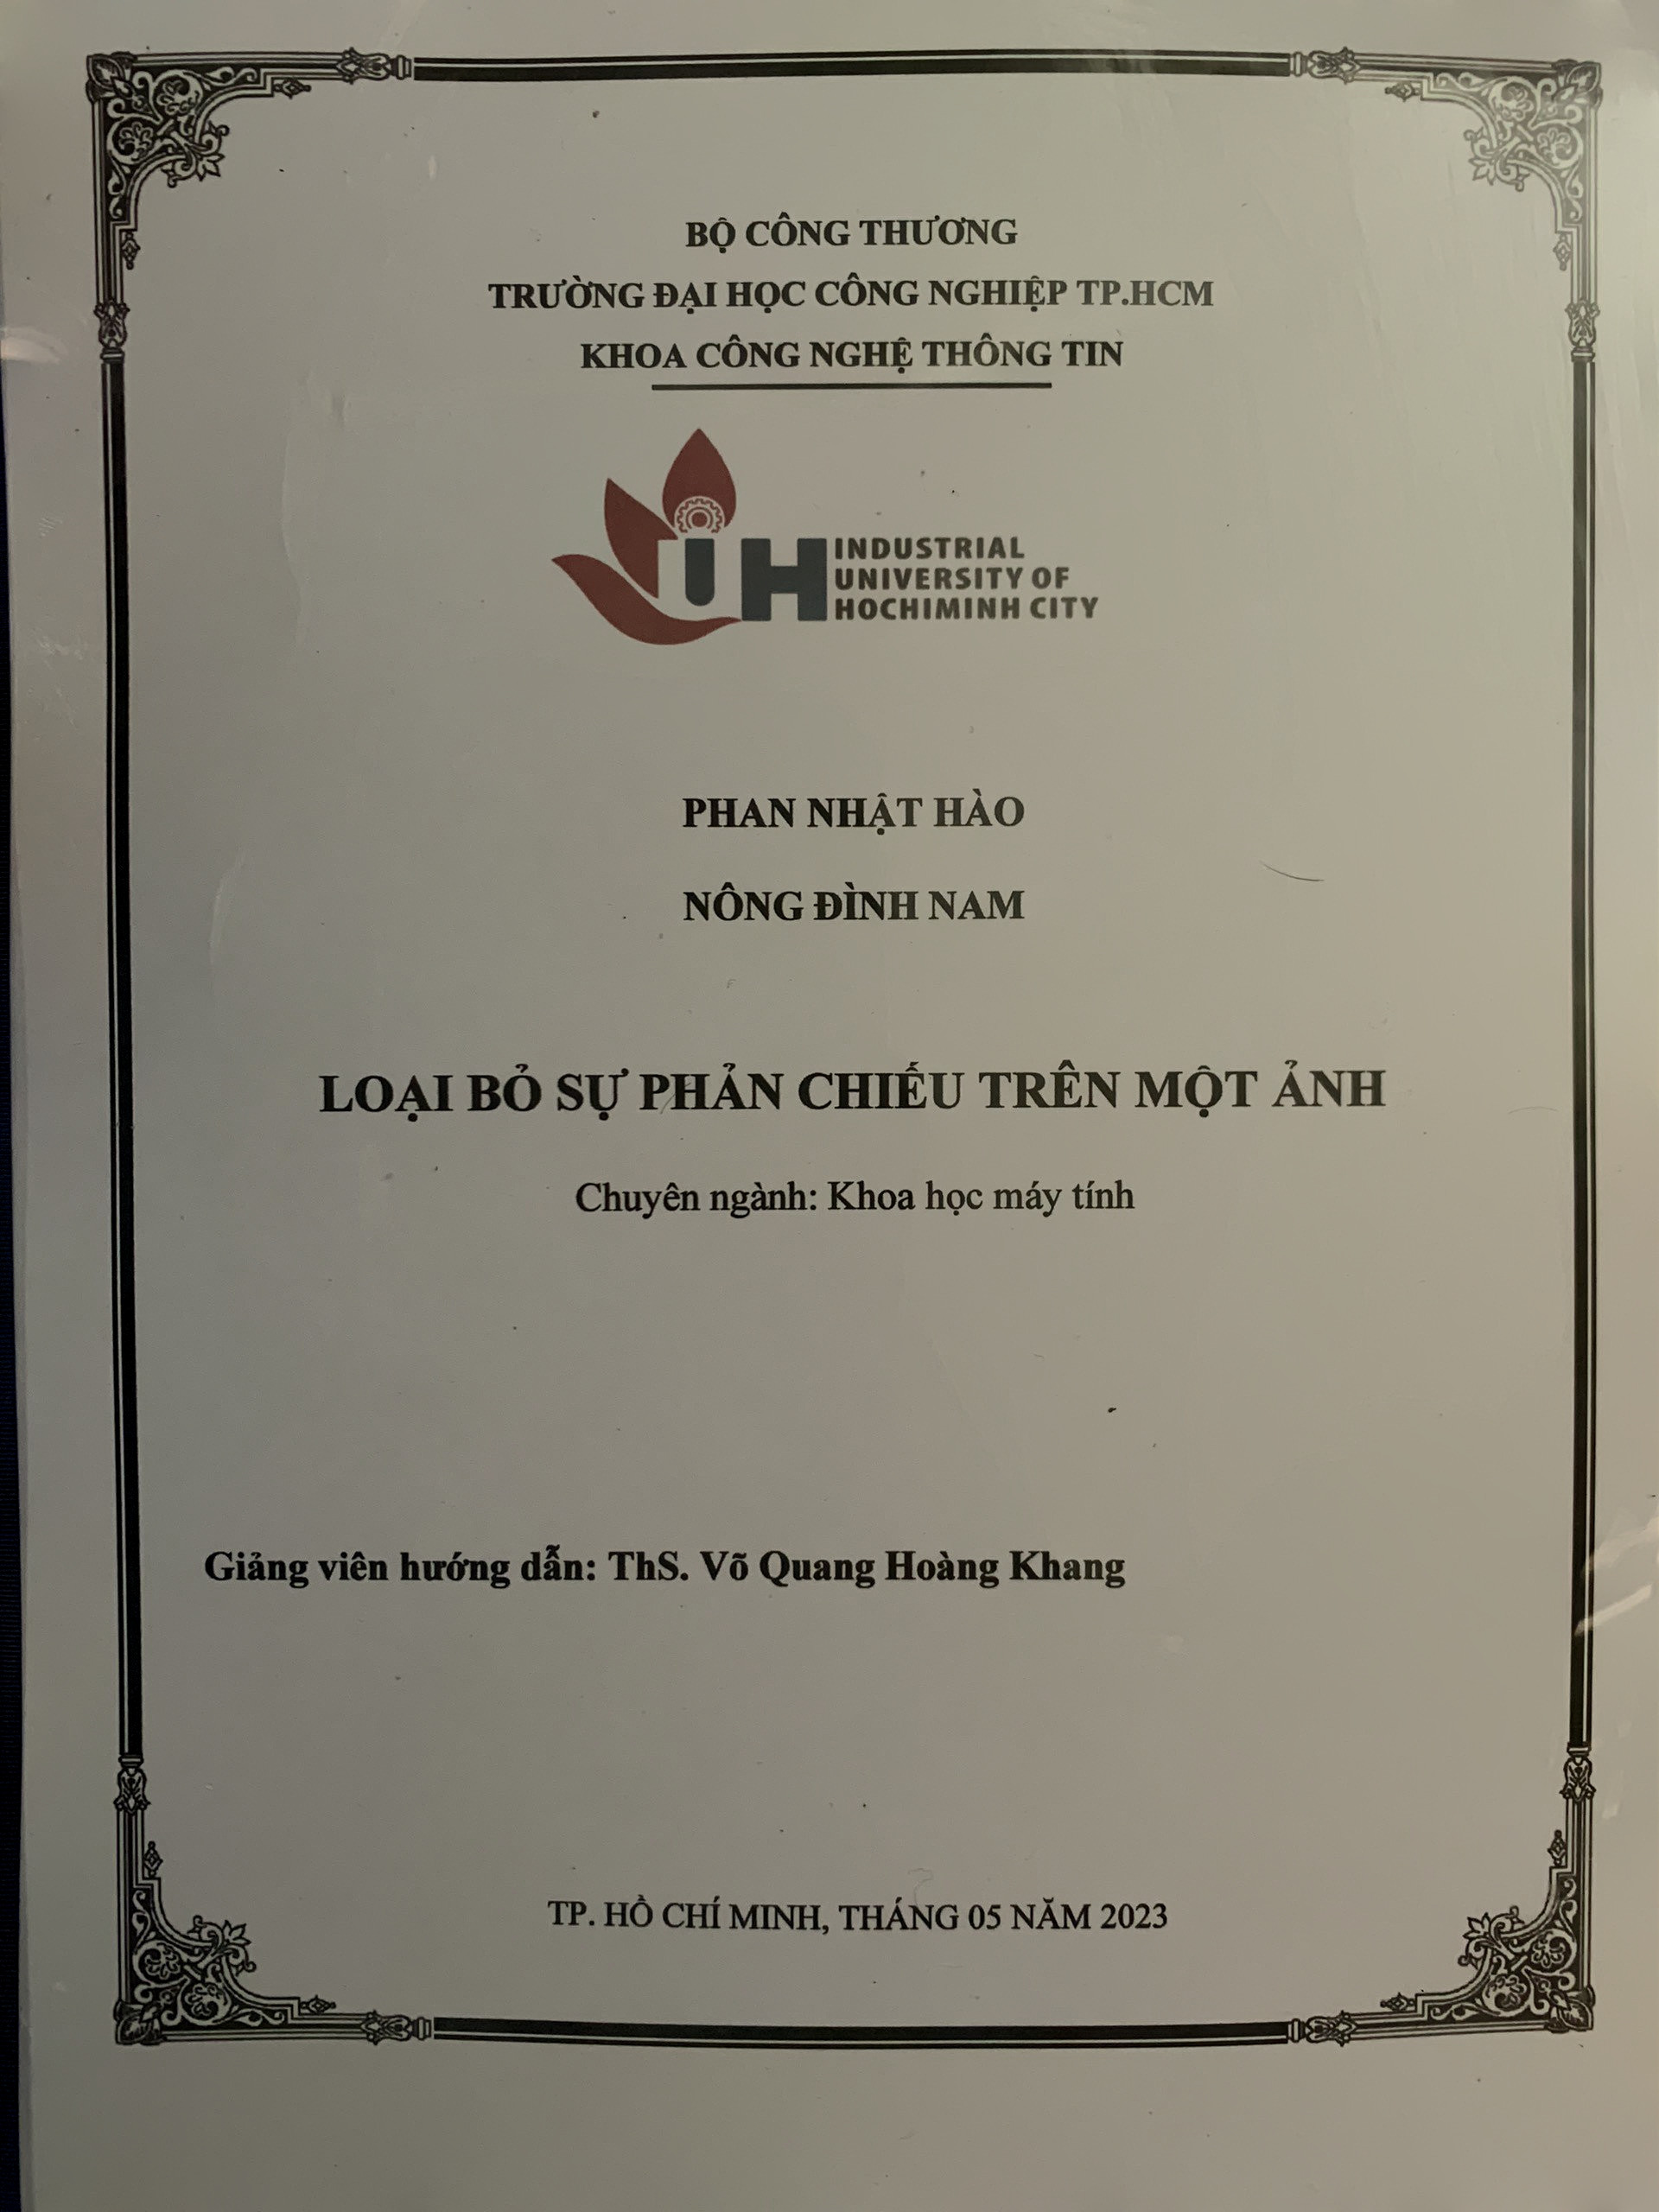 BỘ CÔNG THƯƠNG
TRƯỜNG ĐẠI HỌC CÔNG NGHIỆP TP.HCM
KHOA CÔNG NGHỆ THÔNG TIN
IUH
INDUSTRIAL
UNIVERSITY OF
HOCHIMINH CITY
PHAN NHẬT HÀO
NÔNG ĐÌNH NAM
LOẠI BỎ SỰ PHẢN CHIẾU TRÊN MỘT ẢNH
Chuyên ngành: Khoa học máy tính
Giảng viên hướng dẫn: ThS. Võ Quang Hoàng Khang
TP. HỒ CHÍ MINH, THÁNG 05 NĂM 2023